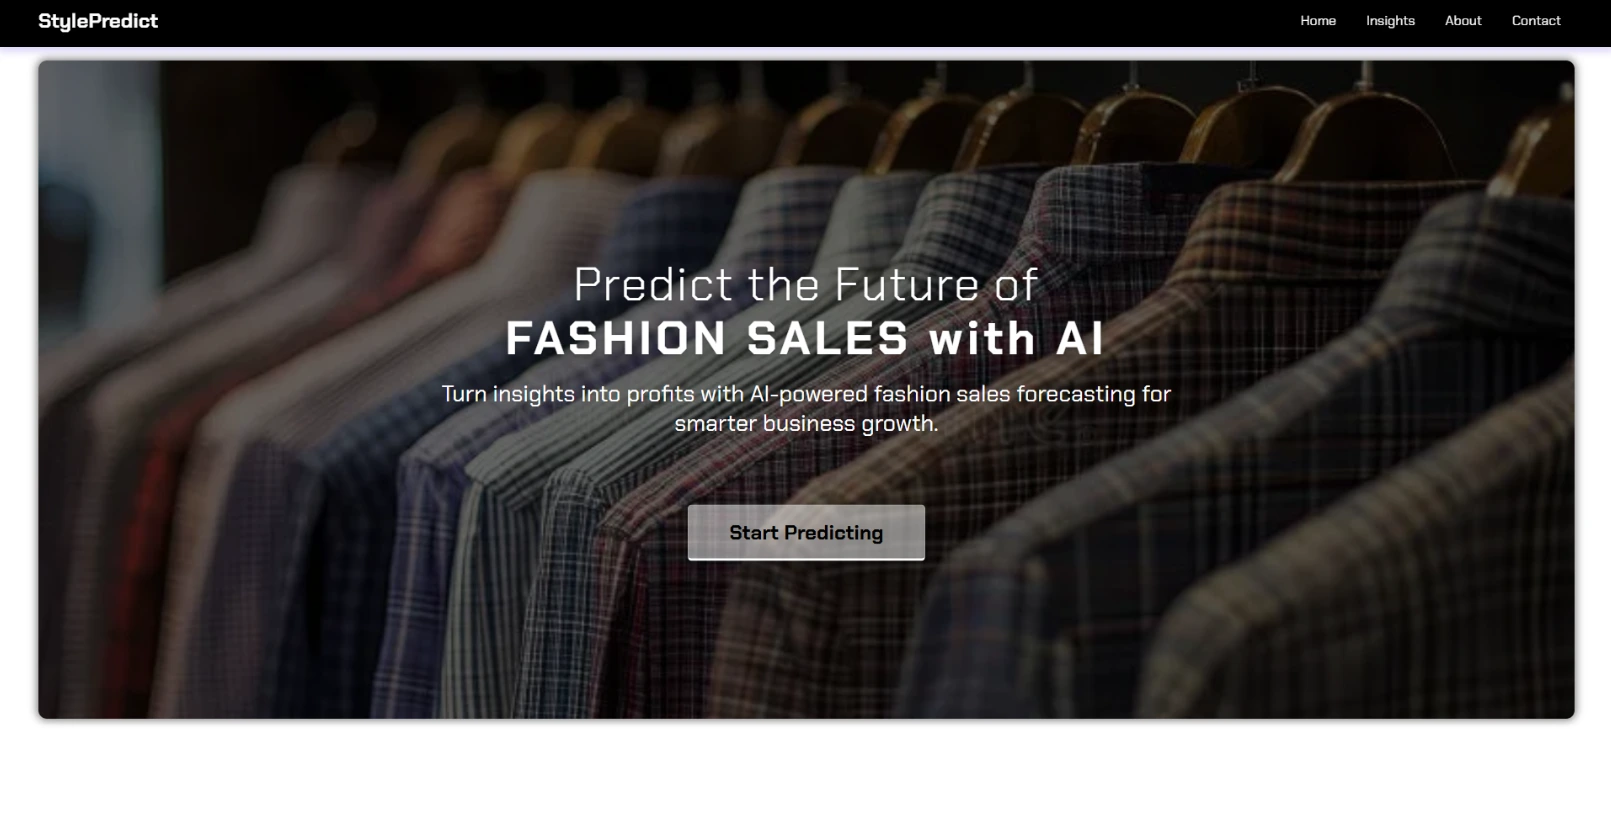 StylePredict
Home Insights About Contact
Predict the Future of
FASHION SALES with AI
Turn insights into profits with AI-powered fashion sales forecasting for
smarter business growth.
Start Predicting